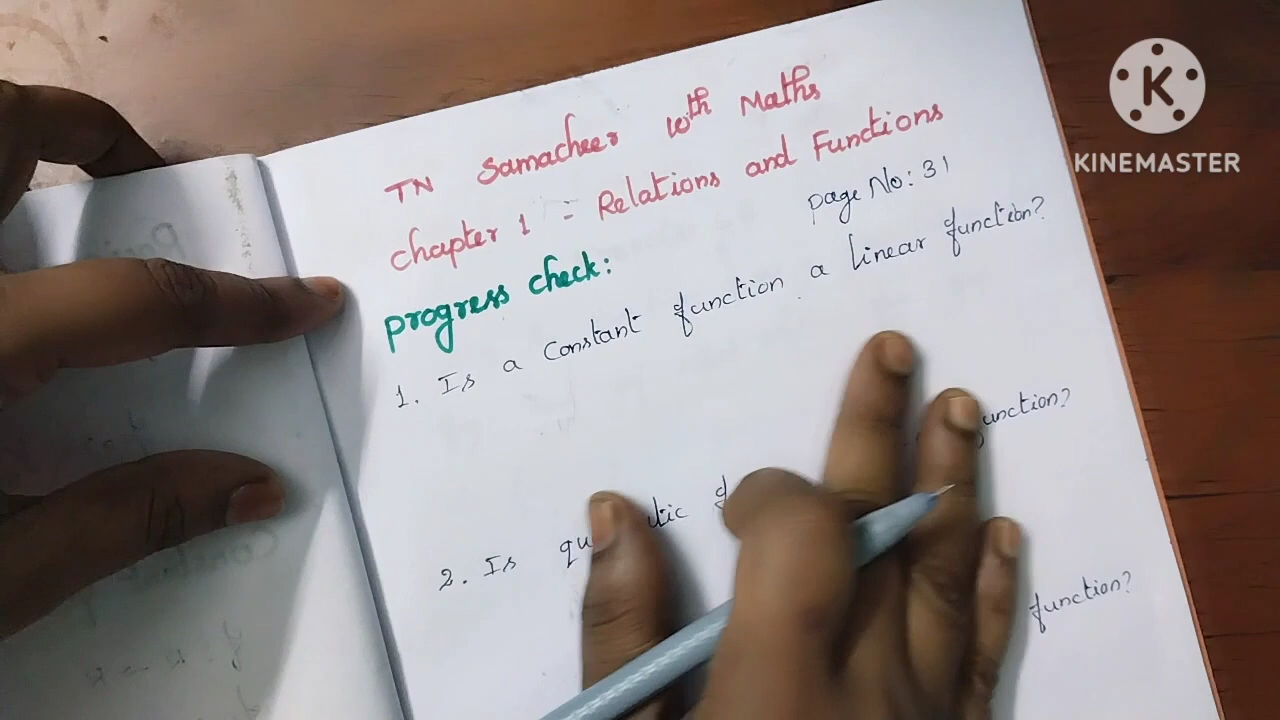 TN Samacheer 10th Maths
chapter 1 :- Relations and Functions
page No: 31
progress check:
1. Is a constant function a linear function?
2. Is function?
function?
KINEMASTER